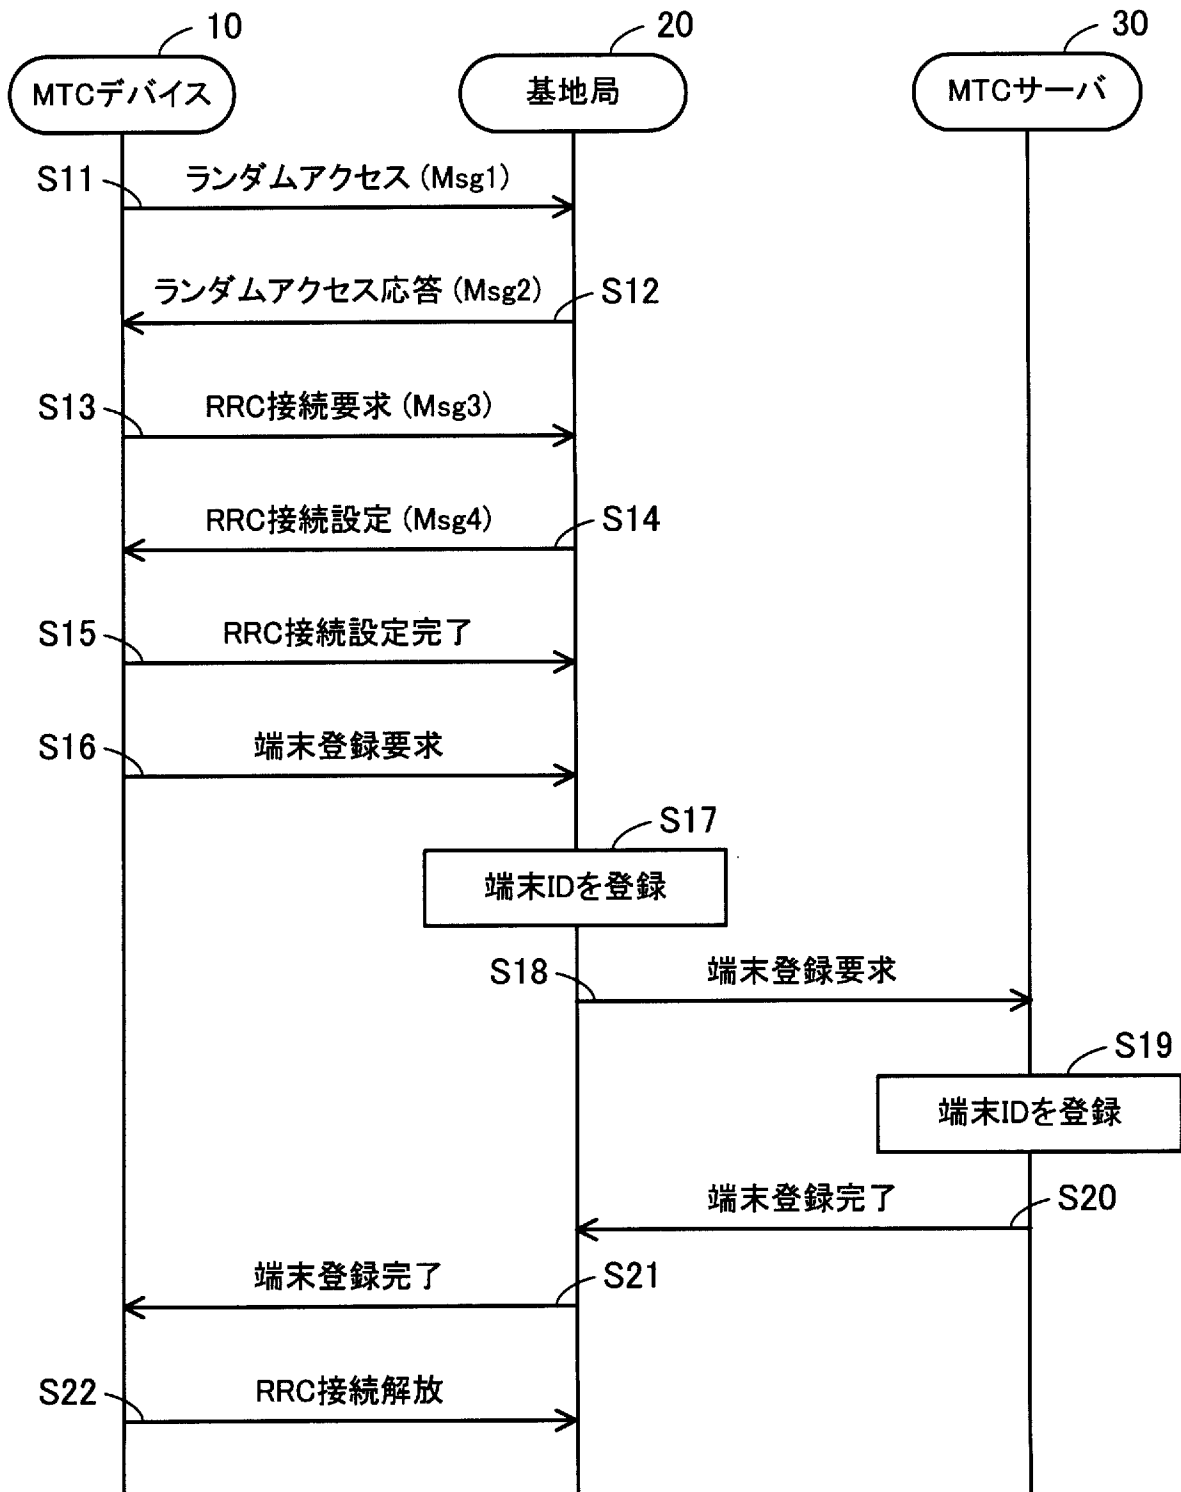 10
20
30
MTCデバイス
基地局
MTCサーバ
S11
ランダムアクセス (Msg1)
ランダムアクセス応答 (Msg2)
S12
S13
RRC接続要求 (Msg3)
RRC接続設定 (Msg4)
S14
S15
RRC接続設定完了
S16
端末登録要求
S17
端末IDを登録
S18
端末登録要求
S19
端末IDを登録
端末登録完了
S20
端末登録完了
S21
S22
RRC接続解放